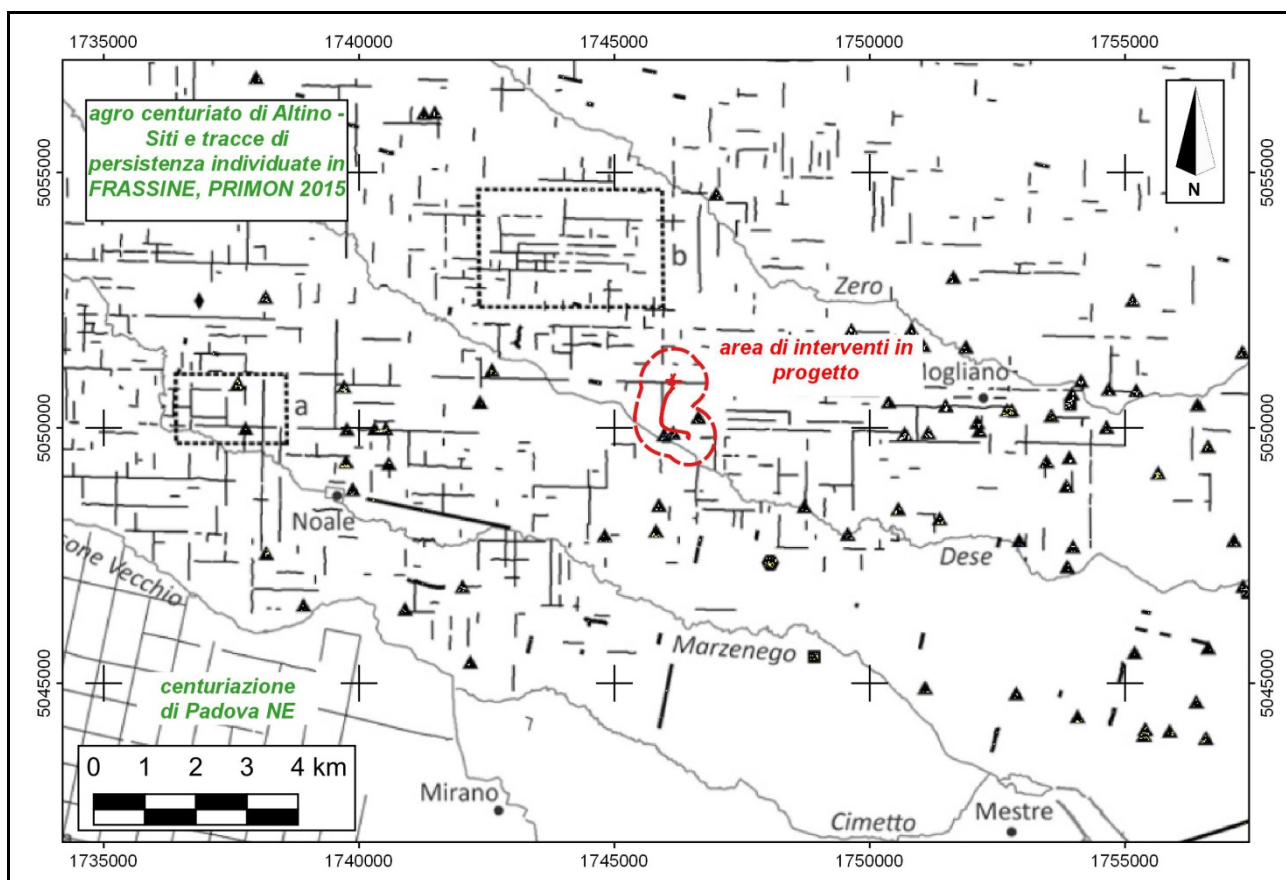 1735000
1740000
1745000
1750000
1755000
agro centuriato di Altino -
Siti e tracce di
persistenza individuate in
FRASSINE, PRIMON 2015
N
5055000
5055000
b
Zero
area di interventi in
progetto
logliano
a
5050000
5050000
Noale
one Vecchio
Dese
Marzenego
5045000
5045000
centuriazione
di Padova NE
0 1 2 3 4 km
Mirano
Cimetto
Mestre
1735000
1740000
1745000
1750000
1755000